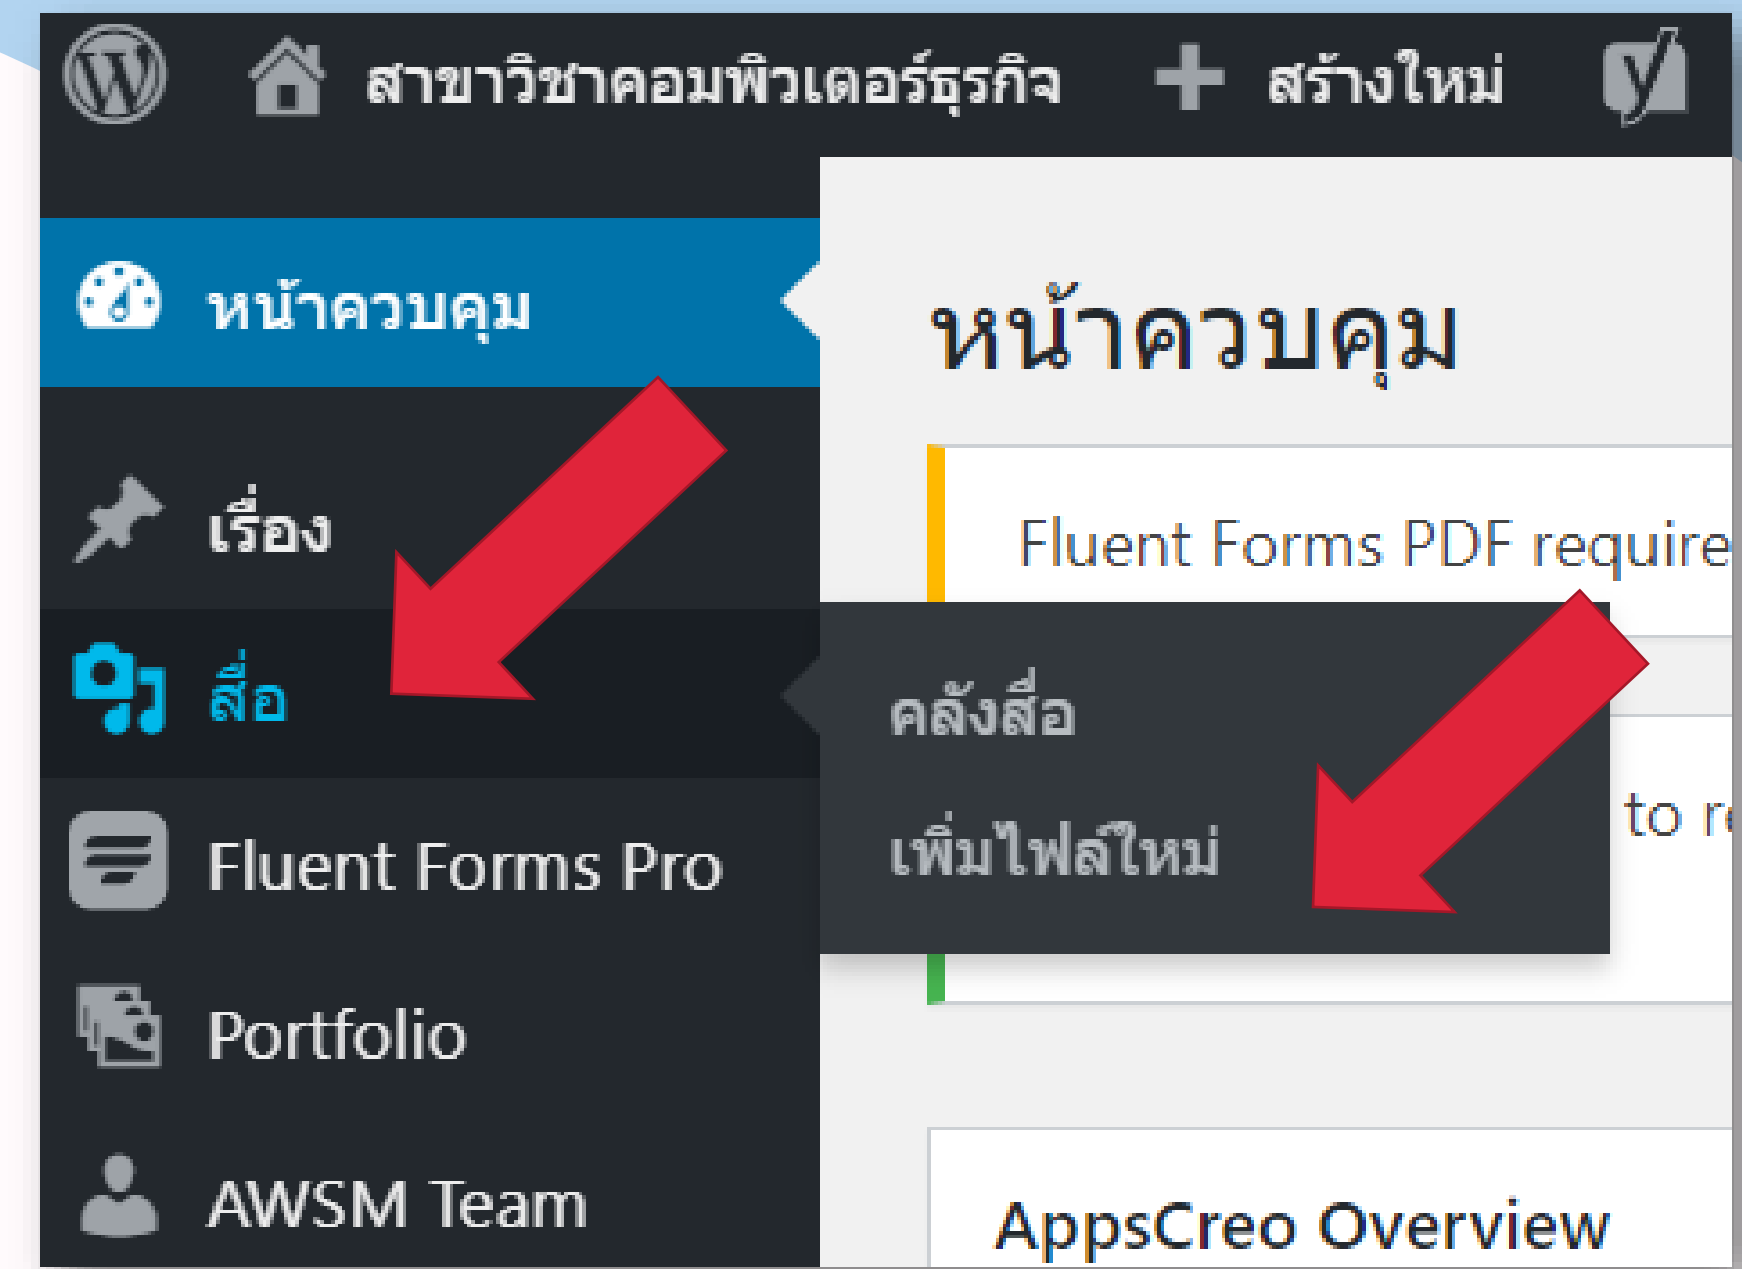 สาขาวิชาคอมพิวเตอร์ธุรกิจ
สร้างใหม่
หน้าควบคุม
หน้าควบคุม
เรื่อง
Fluent Forms PDF require
สื่อ
คลังสื่อ
เพิ่มไฟล์ใหม่
to r
Fluent Forms Pro
Portfolio
AWSM Team
AppsCreo Overview